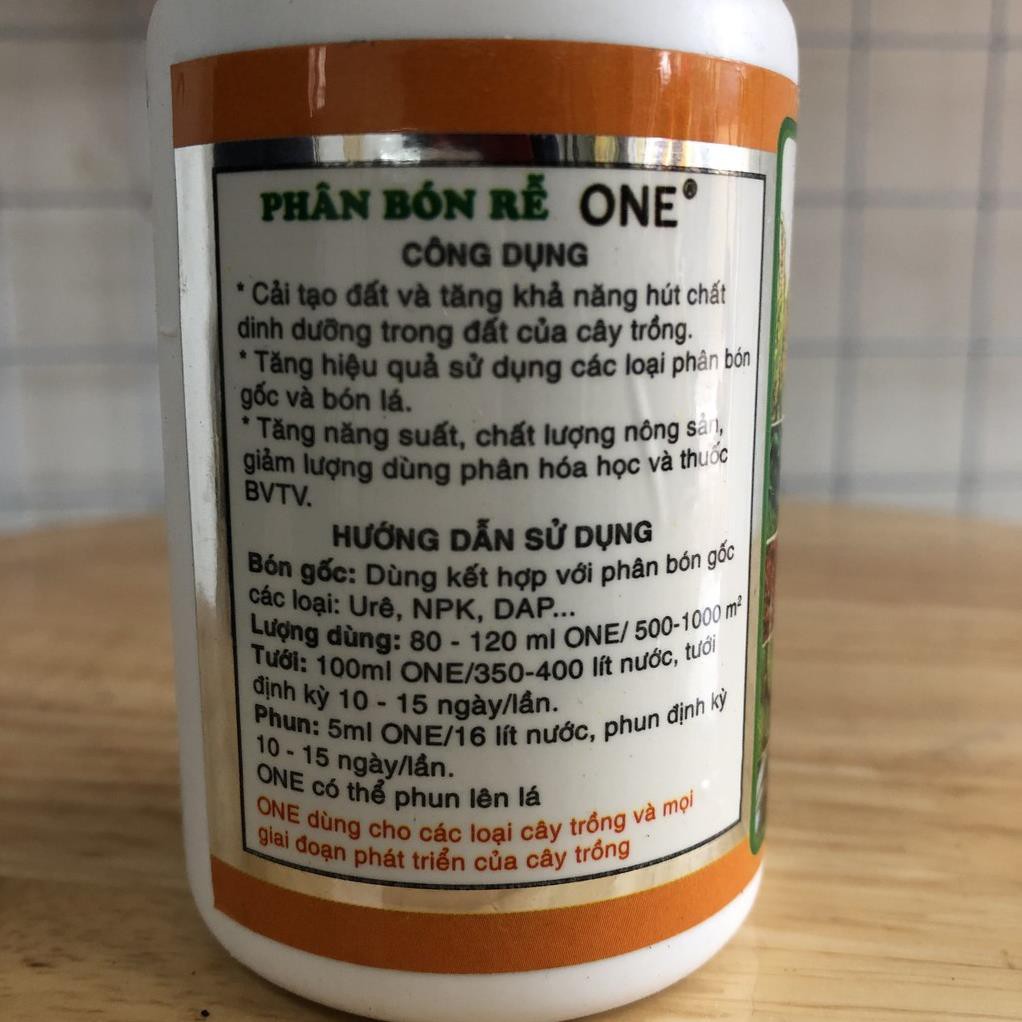 PHÂN BÓN RỄ ONE®
CÔNG DỤNG
* Cải tạo đất và tăng khả năng hút chất
dinh dưỡng trong đất của cây trồng.
* Tăng hiệu quả sử dụng các loại phân bón
gốc và bón lá.
* Tăng năng suất, chất lượng nông sản,
giảm lượng dùng phân hóa học và thuốc
BVTV.
HƯỚNG DẪN SỬ DỤNG
Bón gốc: Dùng kết hợp với phân bón gốc
các loại: Urê, NPK, DAP...
Lượng dùng: 80 - 120 ml ONE/ 500-1000 m²
Tưới: 100ml ONE/350-400 lít nước, tưới
định kỳ 10 - 15 ngày/lần.
Phun: 5ml ONE/16 lít nước, phun định kỳ
10 - 15 ngày/lần.
ONE có thể phun lên lá
ONE dùng cho các loại cây trồng và mọi
giai đoạn phát triển của cây trồng